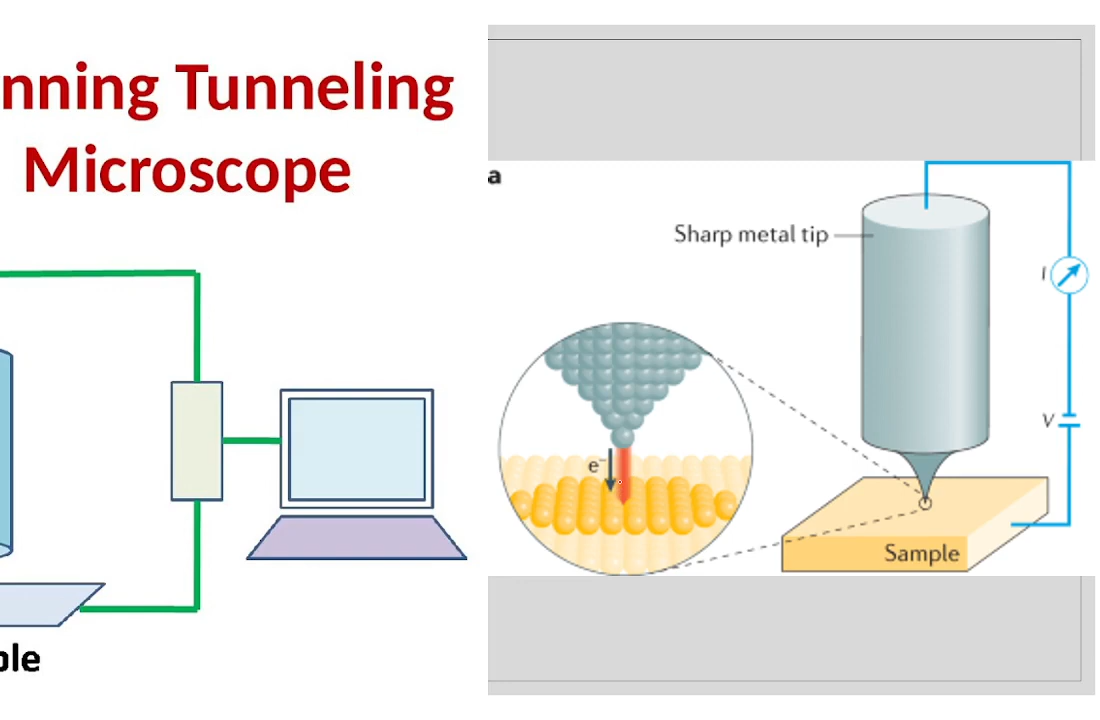 nning Tunneling
Microscope
ple
a
Sharp metal tip
I
e⁻
V
Sample